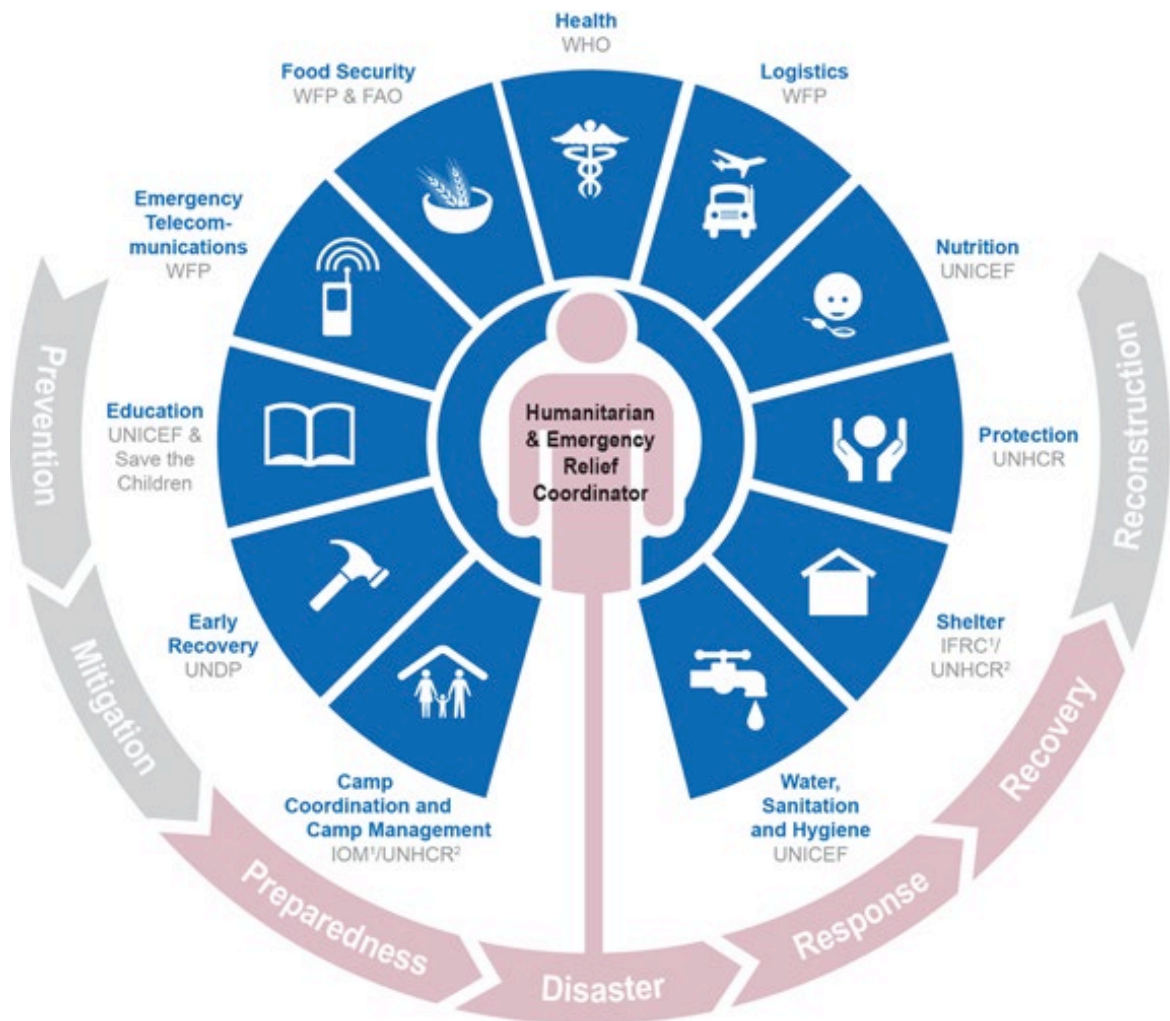 Health
WHO
Logistics
WFP
Food Security
WFP & FAO
Nutrition
UNICEF
Emergency
Telecom-
munications
WFP
Protection
UNHCR
Education
UNICEF &
Save the
Children
Humanitarian
& Emergency
Relief
Coordinator
Shelter
IFRC¹/
UNHCR²
Early
Recovery
UNDP
Water,
Sanitation
and Hygiene
UNICEF
Camp
Coordination and
Camp Management
IOM¹/UNHCR²
Prevention
Mitigation
Preparedness
Disaster
Response
Recovery
Reconstruction